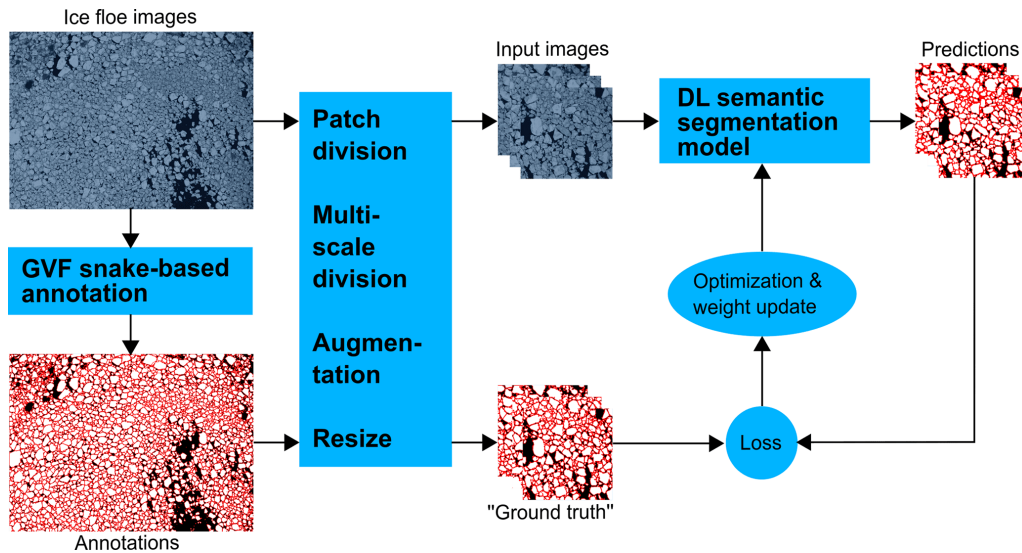 Ice floe images
GVF snake-based
annotation
Annotations
Patch
division
Multi-
scale
division
Augmen-
tation
Resize
Input images
"Ground truth"
DL semantic
segmentation
model
Optimization &
weight update
Loss
Predictions